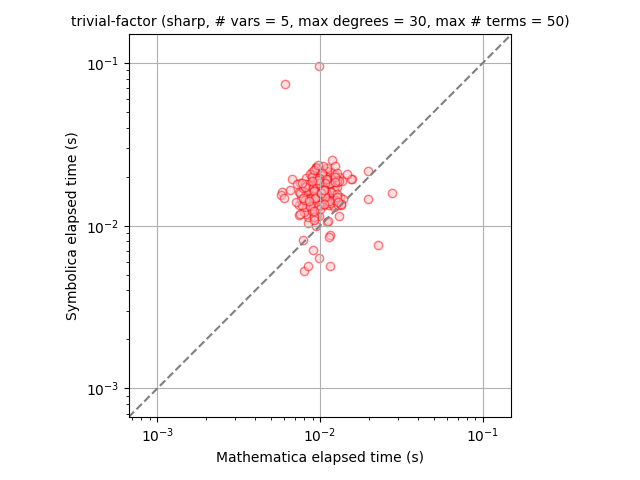 trivial-factor (sharp, # vars = 5, max degrees = 30, max # terms = 50)
Symbolica elapsed time (s)
10⁻¹
10⁻²
10⁻³
10⁻³
10⁻²
10⁻¹
Mathematica elapsed time (s)